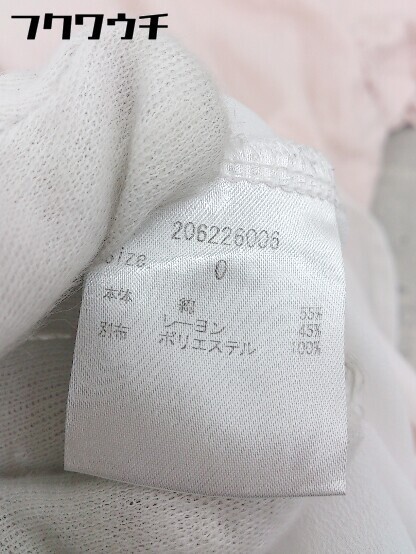 フクワウチ
206226006
Size 0
本体 綿 55%
レーヨン 45%
別布 ポリエステル 100%